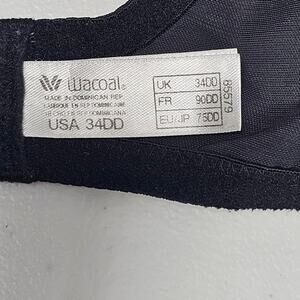 Wacoal
MADE IN DOMINICAN REP.
FABRIQUÉ EN RÉP. DOMINICAINE
HECHO EN REP. DOMINICANA
USA 34DD
UK 34DD
FR 90DD
EU/JP 75DD
85579